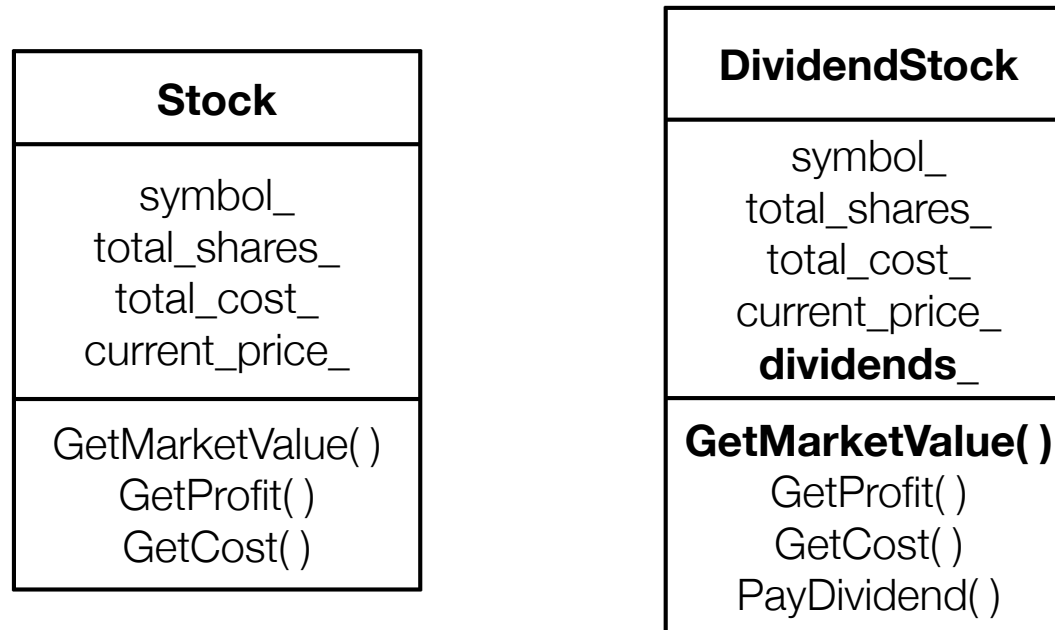 Stock
symbol_
total_shares_
total_cost_
current_price_
GetMarketValue( )
GetProfit( )
GetCost( )
DividendStock
symbol_
total_shares_
total_cost_
current_price_
dividends_
GetMarketValue( )
GetProfit( )
GetCost( )
PayDividend( )